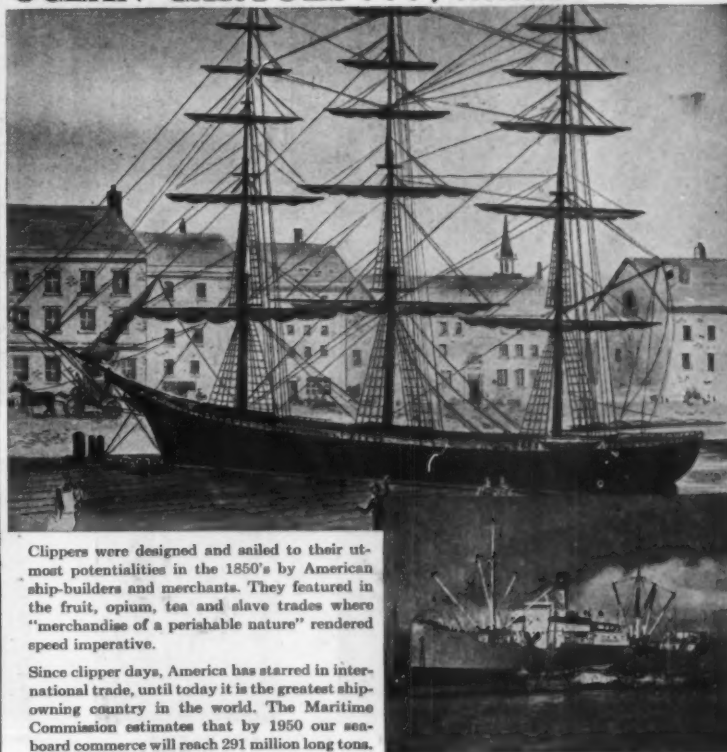 OCEAN
Clippers were designed and sailed to their ut-
most potentialities in the 1850's by American
ship-builders and merchants. They featured in
the fruit, opium, tea and slave trades where
"merchandise of a perishable nature" rendered
speed imperative.
Since clipper days, America has starred in inter-
national trade, until today it is the greatest ship-
owning country in the world. The Maritime
Commission estimates that by 1950 our sea-
board commerce will reach 291 million long tons.